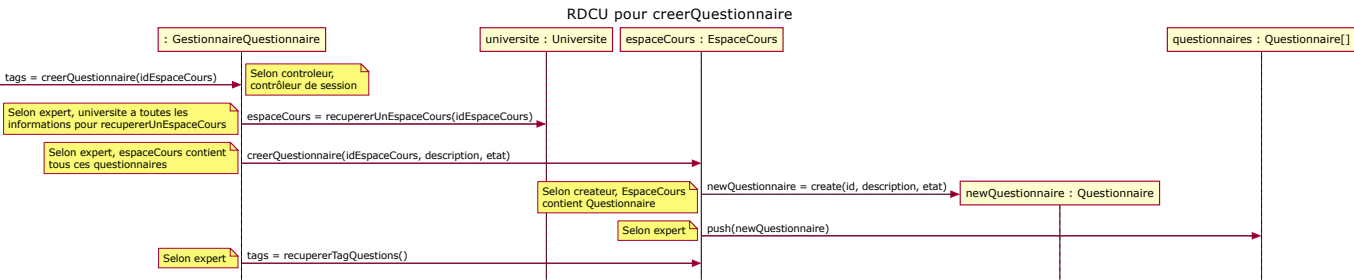 RDCU pour creerQuestionnaire
: GestionnaireQuestionnaire
universite : Universite
espaceCours : EspaceCours
questionnaires : Questionnaire[]
tags = creerQuestionnaire(idEspaceCours)
Selon controleur,
contrôleur de session
Selon expert, universite a toutes les
informations pour recupererUnEspaceCours
espaceCours = recupererUnEspaceCours(idEspaceCours)
Selon expert, espaceCours contient
tous ces questionnaires
creerQuestionnaire(idEspaceCours, description, etat)
Selon createur, EspaceCours
contient Questionnaire
newQuestionnaire = create(id, description, etat)
newQuestionnaire : Questionnaire
Selon expert
push(newQuestionnaire)
Selon expert
tags = recupererTagQuestions()